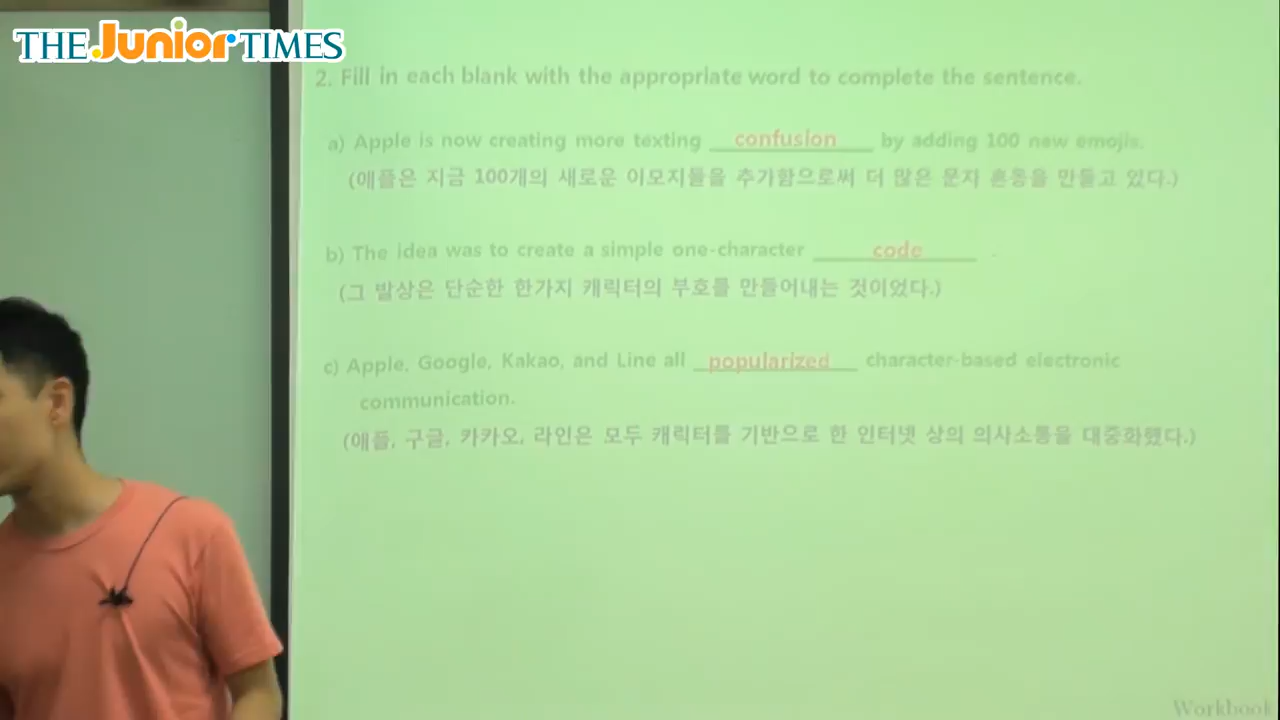 THE Junior TIMES
2. Fill in each blank with the appropriate word to complete the sentence.
a) Apple is now creating more texting confusion by adding 100 new emojis.
(애플은 지금 100개의 새로운 이모지들을 추가함으로써 더 많은 문자 혼동을 만들고 있다.)
b) The idea was to create a simple one-character code .
(그 발상은 단순한 한가지 캐릭터의 부호를 만들어내는 것이었다.)
c) Apple, Google, Kakao, and Line all popularized character-based electronic
communication.
(애플, 구글, 카카오, 라인은 모두 캐릭터를 기반으로 한 인터넷 상의 의사소통을 대중화했다.)
Workbook